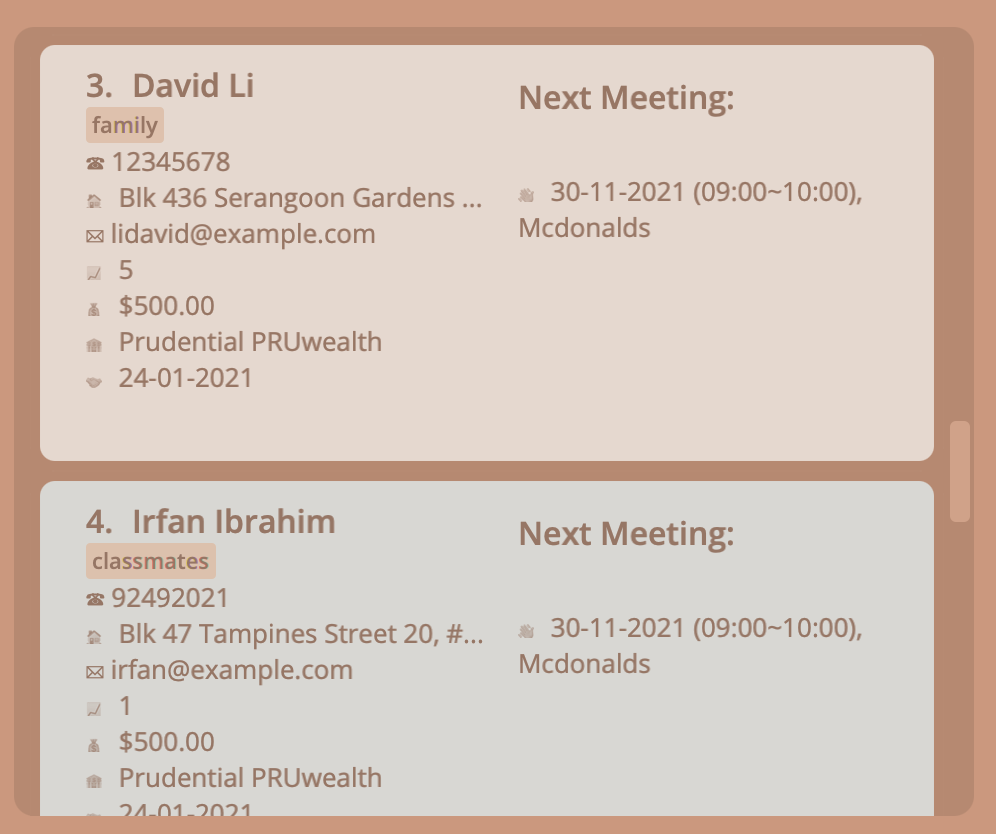 3. David Li
family
12345678
Blk 436 Serangoon Gardens ...
lidavid@example.com
5
$500.00
Prudential PRUwealth
24-01-2021
Next Meeting:
30-11-2021 (09:00~10:00),
Mcdonalds
4. Irfan Ibrahim
classmates
92492021
Blk 47 Tampines Street 20, #...
irfan@example.com
1
$500.00
Prudential PRUwealth
24-01-2021
Next Meeting:
30-11-2021 (09:00~10:00),
Mcdonalds